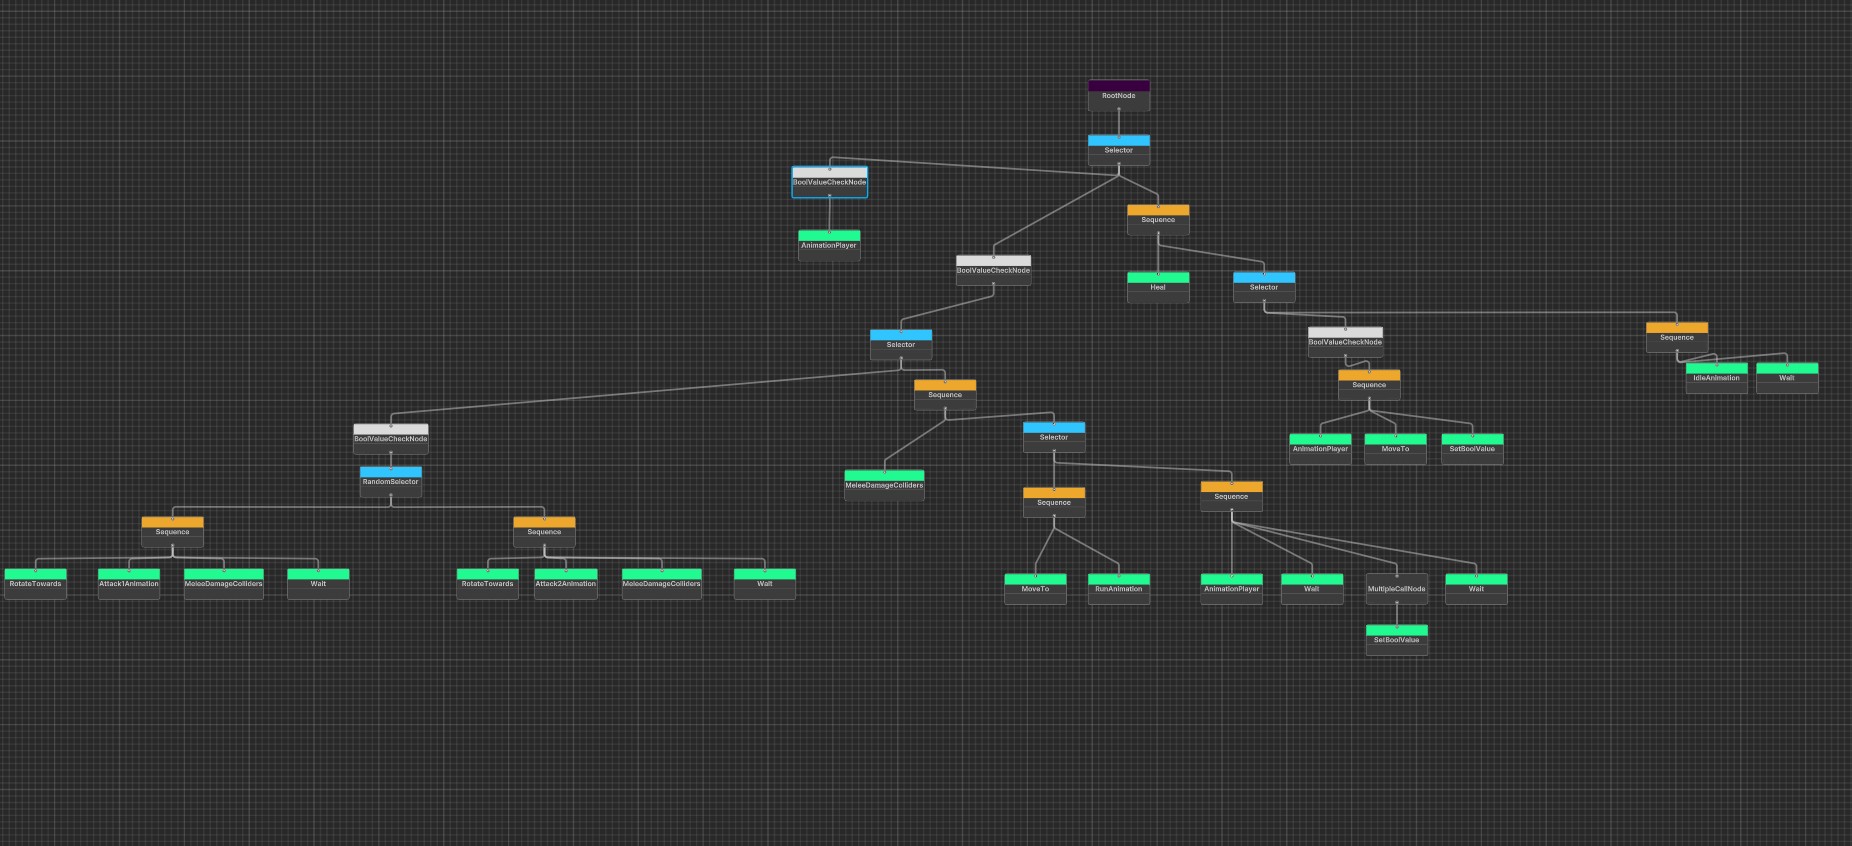 RootNode
Selector
BoolValueCheckNode
Sequence
AnimationPlayer
BoolValueCheckNode
Heal
Selector
Selector
BoolValueCheckNode
Sequence
Sequence
IdleAnimation
Wait
Sequence
BoolValueCheckNode
Selector
AnimationPlayer
MoveTo
SetBoolValue
RandomSelector
MeleeDamageColliders
Sequence
Sequence
Sequence
Sequence
RotateTowards
Attack1Animation
MeleeDamageColliders
Wait
RotateTowards
Attack2Animation
MeleeDamageColliders
Wait
MoveTo
RunAnimation
AnimationPlayer
Wait
MultipleCallNode
Wait
SetBoolValue